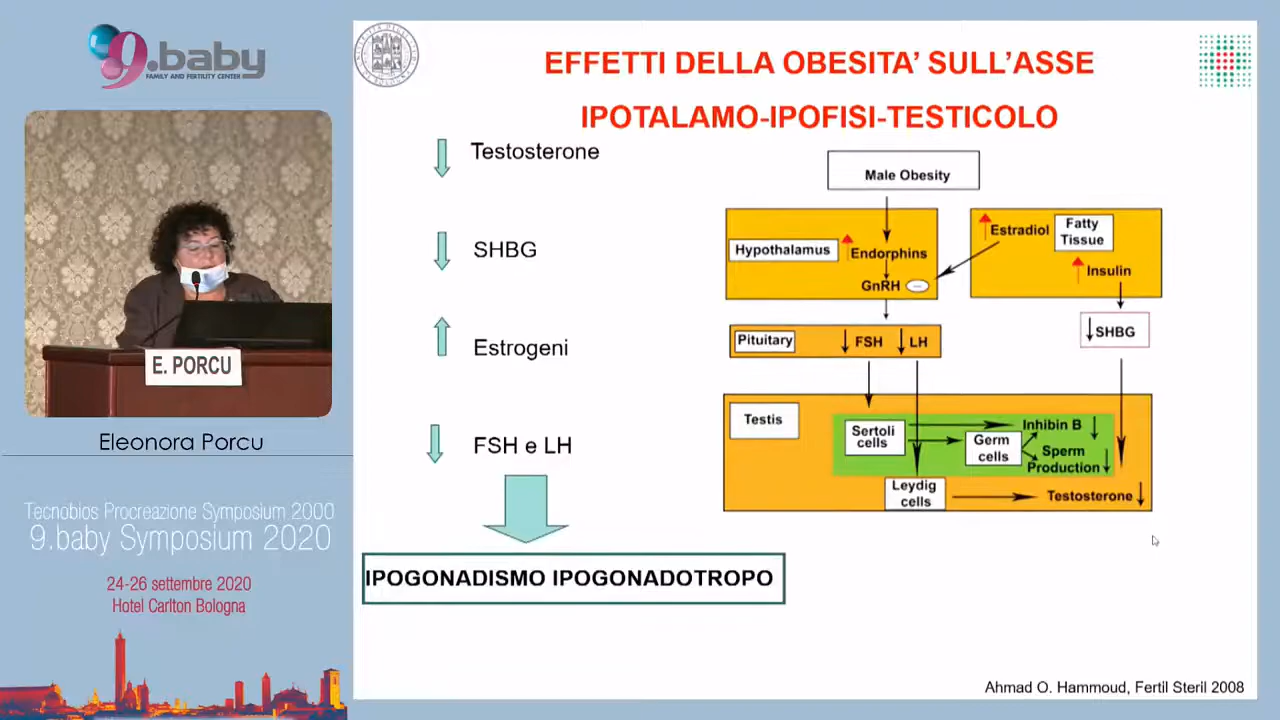 9.baby
FAMILY AND FERTILITY CENTER
E. PORCU
Eleonora Porcu
Tecnobios Procreazione Symposium 2000
9.baby Symposium 2020
24-26 settembre 2020
Hotel Carlton Bologna
EFFETTI DELLA OBESITA’ SULL’ASSE
IPOTALAMO-IPOFISI-TESTICOLO
Testosterone
SHBG
Estrogeni
FSH e LH
IPOGONADISMO IPOGONADOTROPO
Male Obesity
Hypothalamus
Endorphins
GnRH
Estradiol
Fatty
Tissue
Insulin
SHBG
Pituitary
FSH
LH
Testis
Sertoli
cells
Germ
cells
Inhibin B
Sperm
Production
Leydig
cells
Testosterone
Ahmad O. Hammoud, Fertil Steril 2008